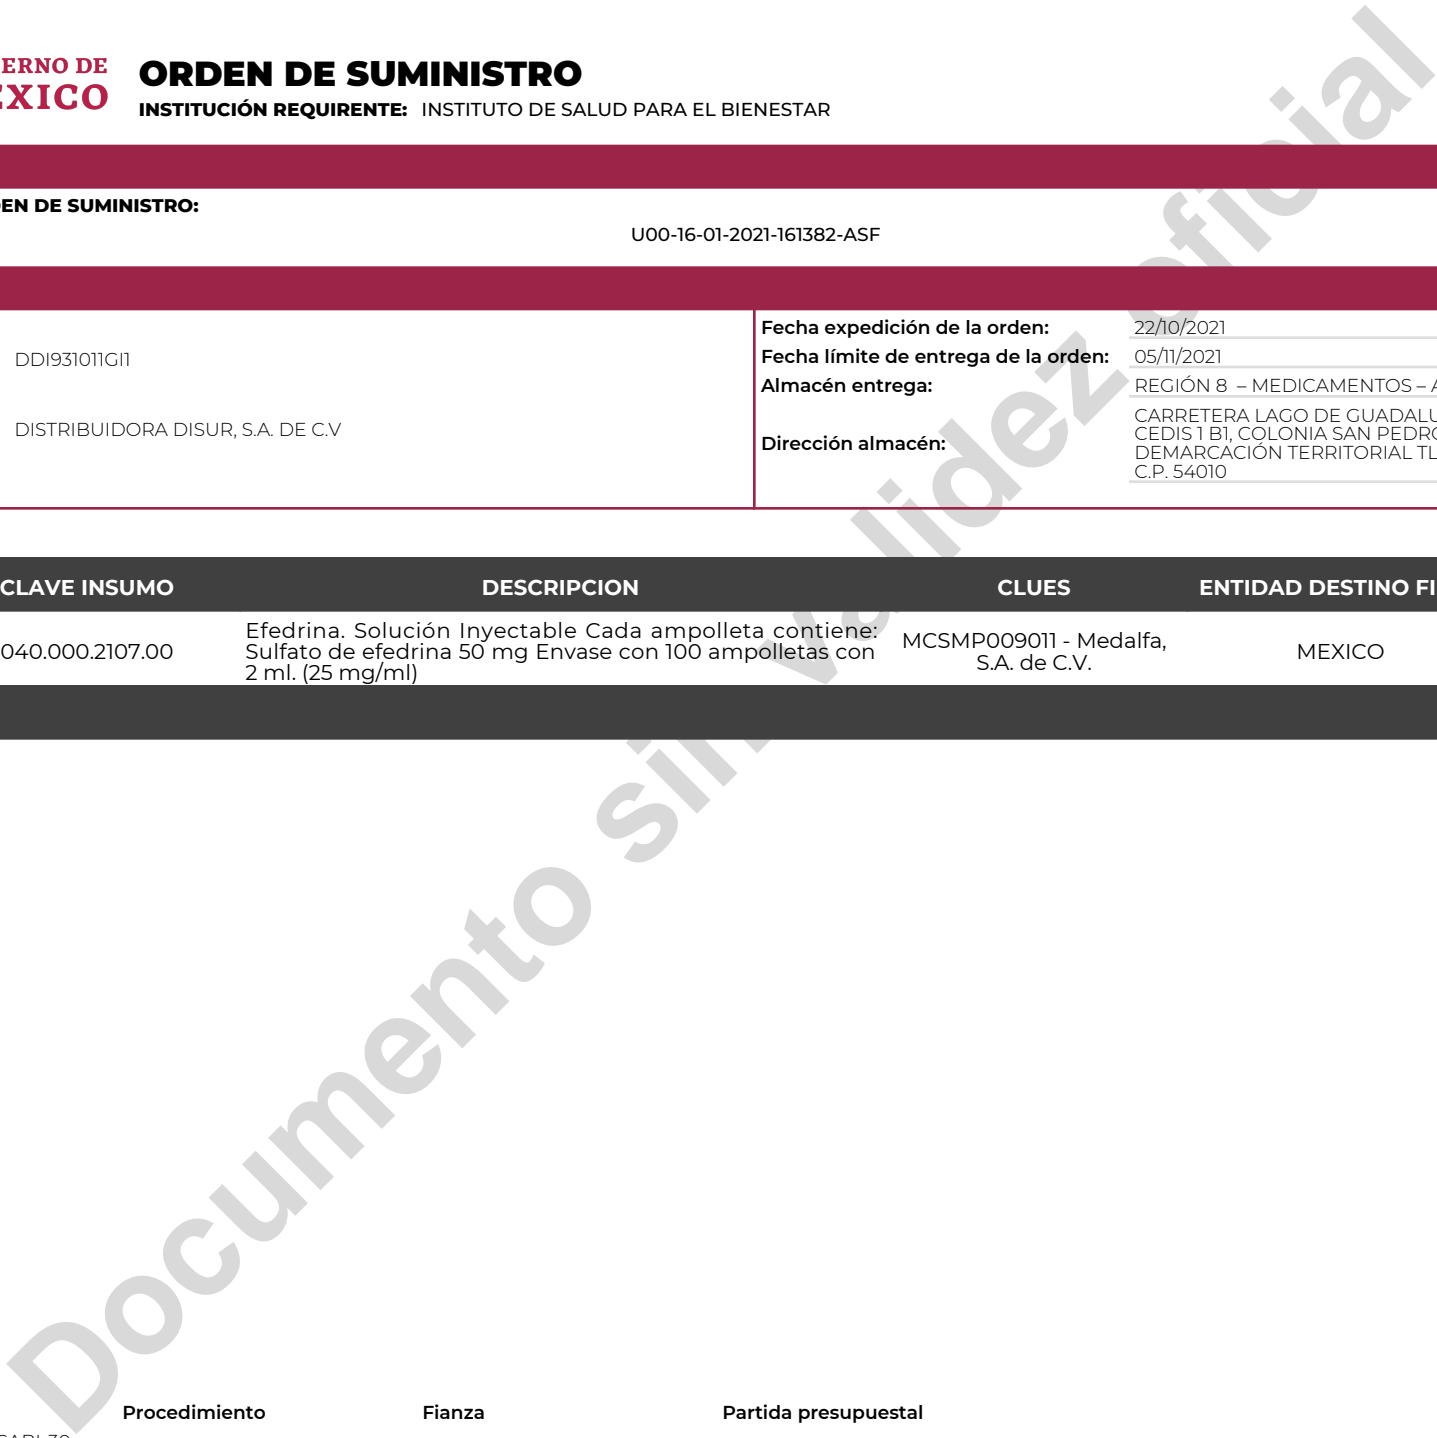 ERNO DE
EXICO
ORDEN DE SUMINISTRO
INSTITUCIÓN REQUIRENTE: INSTITUTO DE SALUD PARA EL BIENESTAR
EN DE SUMINISTRO:
U00-16-01-2021-161382-ASF
DDI931011GI1
DISTRIBUIDORA DISUR, S.A. DE C.V
Fecha expedición de la orden: 22/10/2021
Fecha límite de entrega de la orden: 05/11/2021
Almacén entrega: REGIÓN 8 – MEDICAMENTOS – A
Dirección almacén:
CARRETERA LAGO DE GUADALU
CEDIS 1 B1, COLONIA SAN PEDRO
DEMARCACIÓN TERRITORIAL TL
C.P. 54010
CLAVE INSUMO DESCRIPCION CLUES ENTIDAD DESTINO FI
040.000.2107.00
Efedrina. Solución Inyectable Cada ampolleta contiene:
Sulfato de efedrina 50 mg Envase con 100 ampolletas con
2 ml. (25 mg/ml)
MCSMP009011 - Medalfa,
S.A. de C.V.
MEXICO
Documento sin validez oficial
Procedimiento Fianza Partida presupuestal